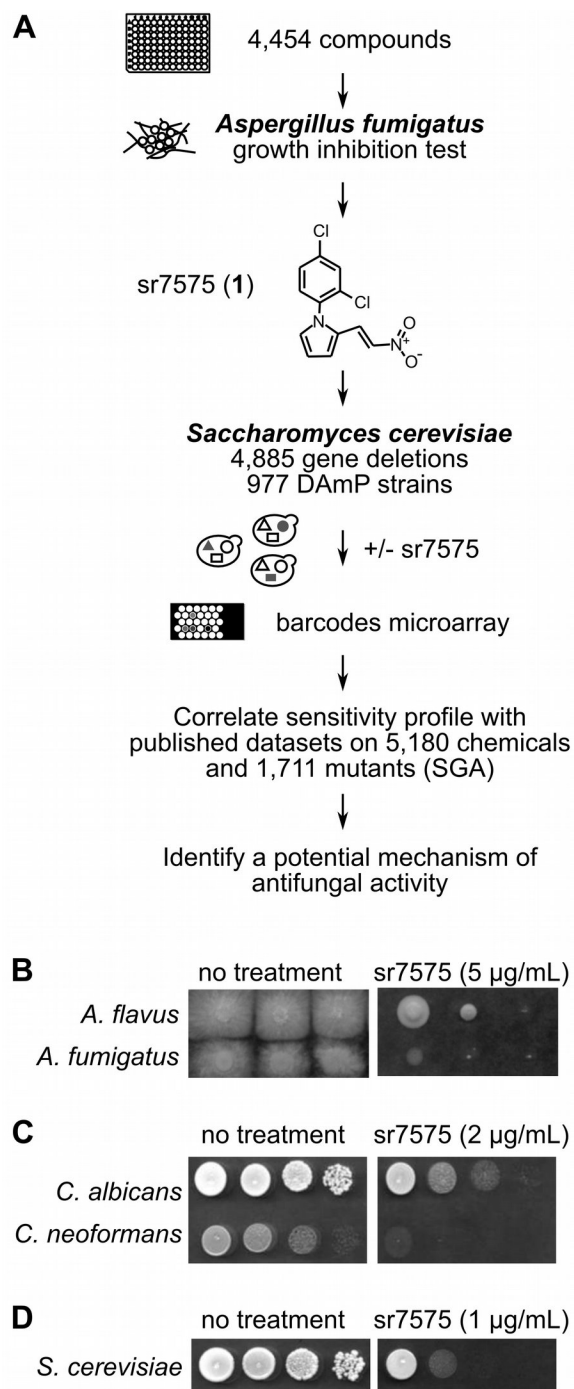 A
4,454 compounds
Aspergillus fumigatus
growth inhibition test
sr7575 (1)
Cl
Cl
N
N+
O
O-
Saccharomyces cerevisiae
4,885 gene deletions
977 DAmP strains
+/- sr7575
barcodes microarray
Correlate sensitivity profile with
published datasets on 5,180 chemicals
and 1,711 mutants (SGA)
Identify a potential mechanism of
antifungal activity
B
no treatment sr7575 (5 µg/mL)
A. flavus
A. fumigatus
C
no treatment sr7575 (2 µg/mL)
C. albicans
C. neoformans
D
no treatment sr7575 (1 µg/mL)
S. cerevisiae